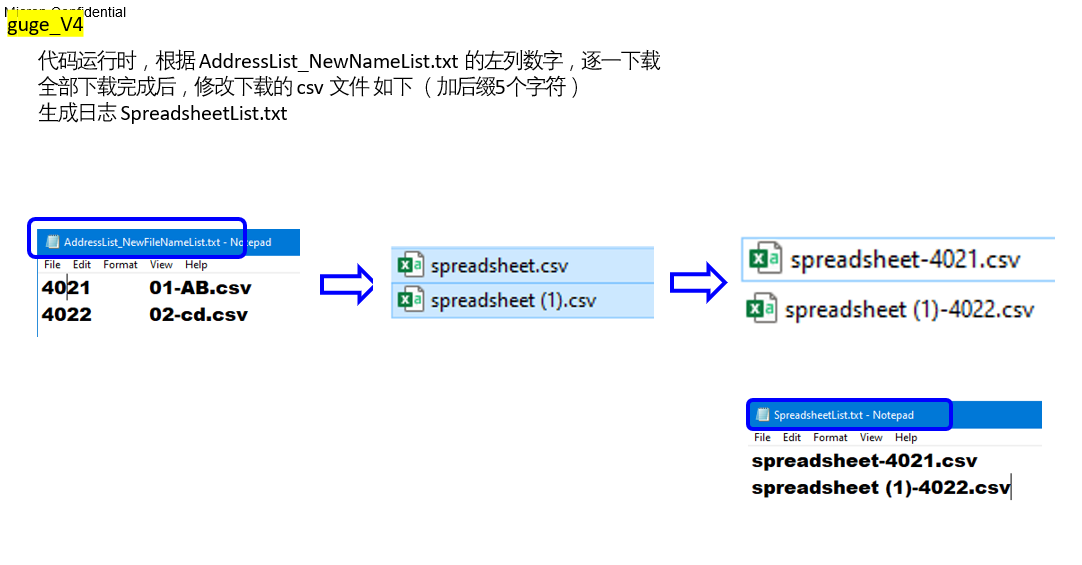 Micron Confidential
guge_V4
代码运行时，根据 AddressList_NewNameList.txt 的左列数字，逐一下载
全部下载完成后，修改下载的 csv 文件 如下（ 加后缀5个字符 ）
生成日志 SpreadsheetList.txt
AddressList_NewFileNameList.txt - Notepad
File Edit Format View Help
4021 01-AB.csv
4022 02-cd.csv
spreadsheet.csv
spreadsheet (1).csv
spreadsheet-4021.csv
spreadsheet (1)-4022.csv
SpreadsheetList.txt - Notepad
File Edit Format View Help
spreadsheet-4021.csv
spreadsheet (1)-4022.csv